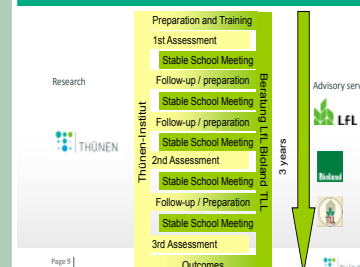 Preparation and Training
1st Assessment
Stable School Meeting
Research
Follow-up / preparation
Advisory serv
Stable School Meeting
Follow-up / preparation
Stable School Meeting
2nd Assessment
Stable School Meeting
Follow-up / Preparation
Stable School Meeting
3rd Assessment
Outcomes
Thünen-Institut
Beratung LfL Bioland TLL
3 years
THÜNEN
LfL
Bioland
TLL
Page 9